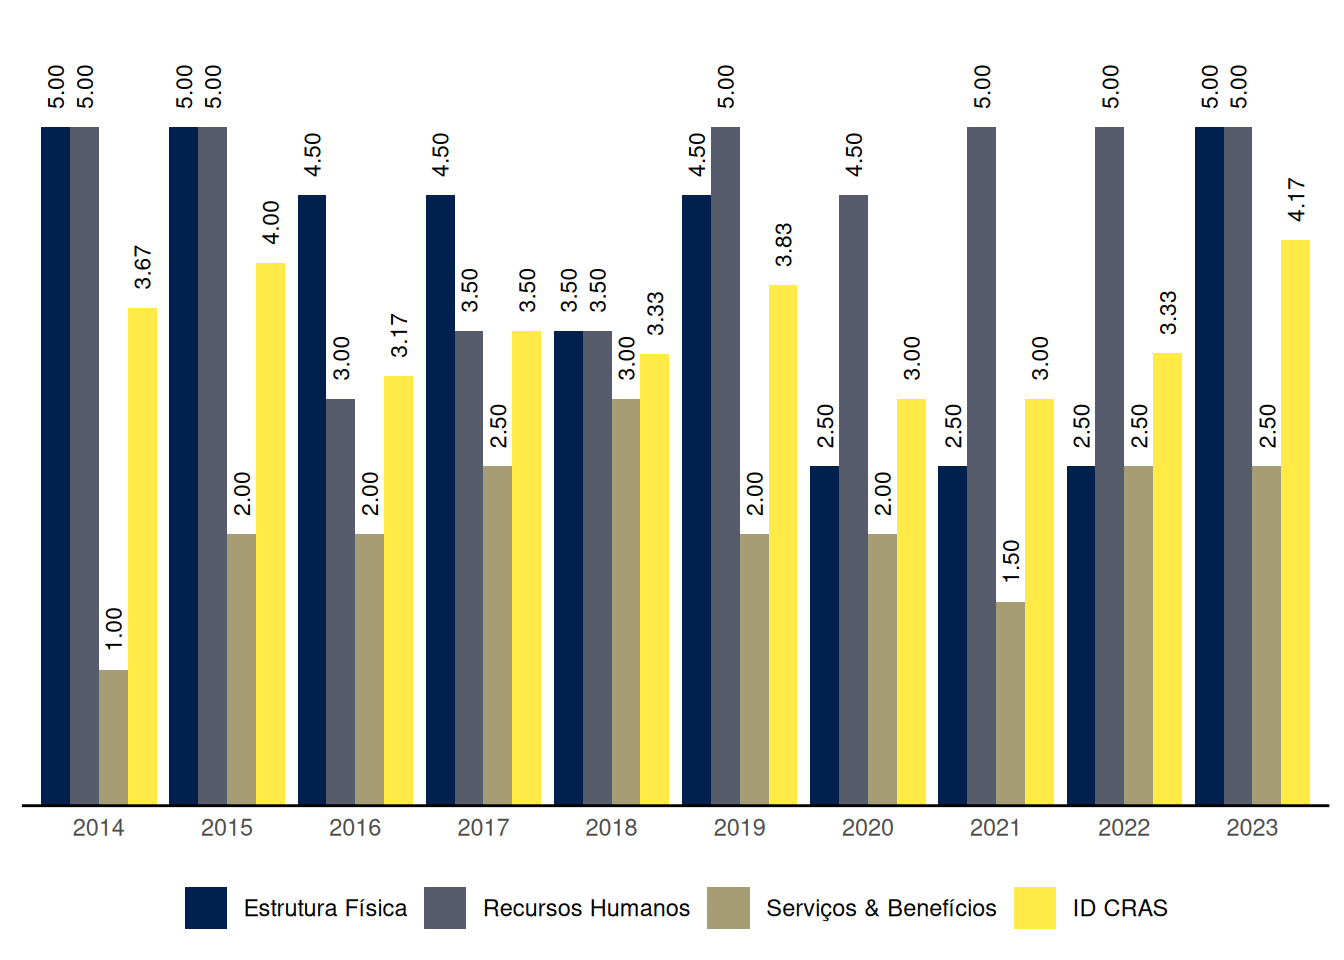 5.00 5.00 1.00 3.67
5.00 5.00 2.00 4.00
4.50 3.00 2.00 3.17
4.50 3.50 2.50 3.50
3.50 3.50 3.00 3.33
4.50 5.00 2.00 3.83
2.50 4.50 2.00 3.00
2.50 5.00 1.50 3.00
2.50 5.00 2.50 3.33
5.00 5.00 2.50 4.17
2014 2015 2016 2017 2018 2019 2020 2021 2022 2023
Estrutura Física Recursos Humanos Serviços & Benefícios ID CRAS